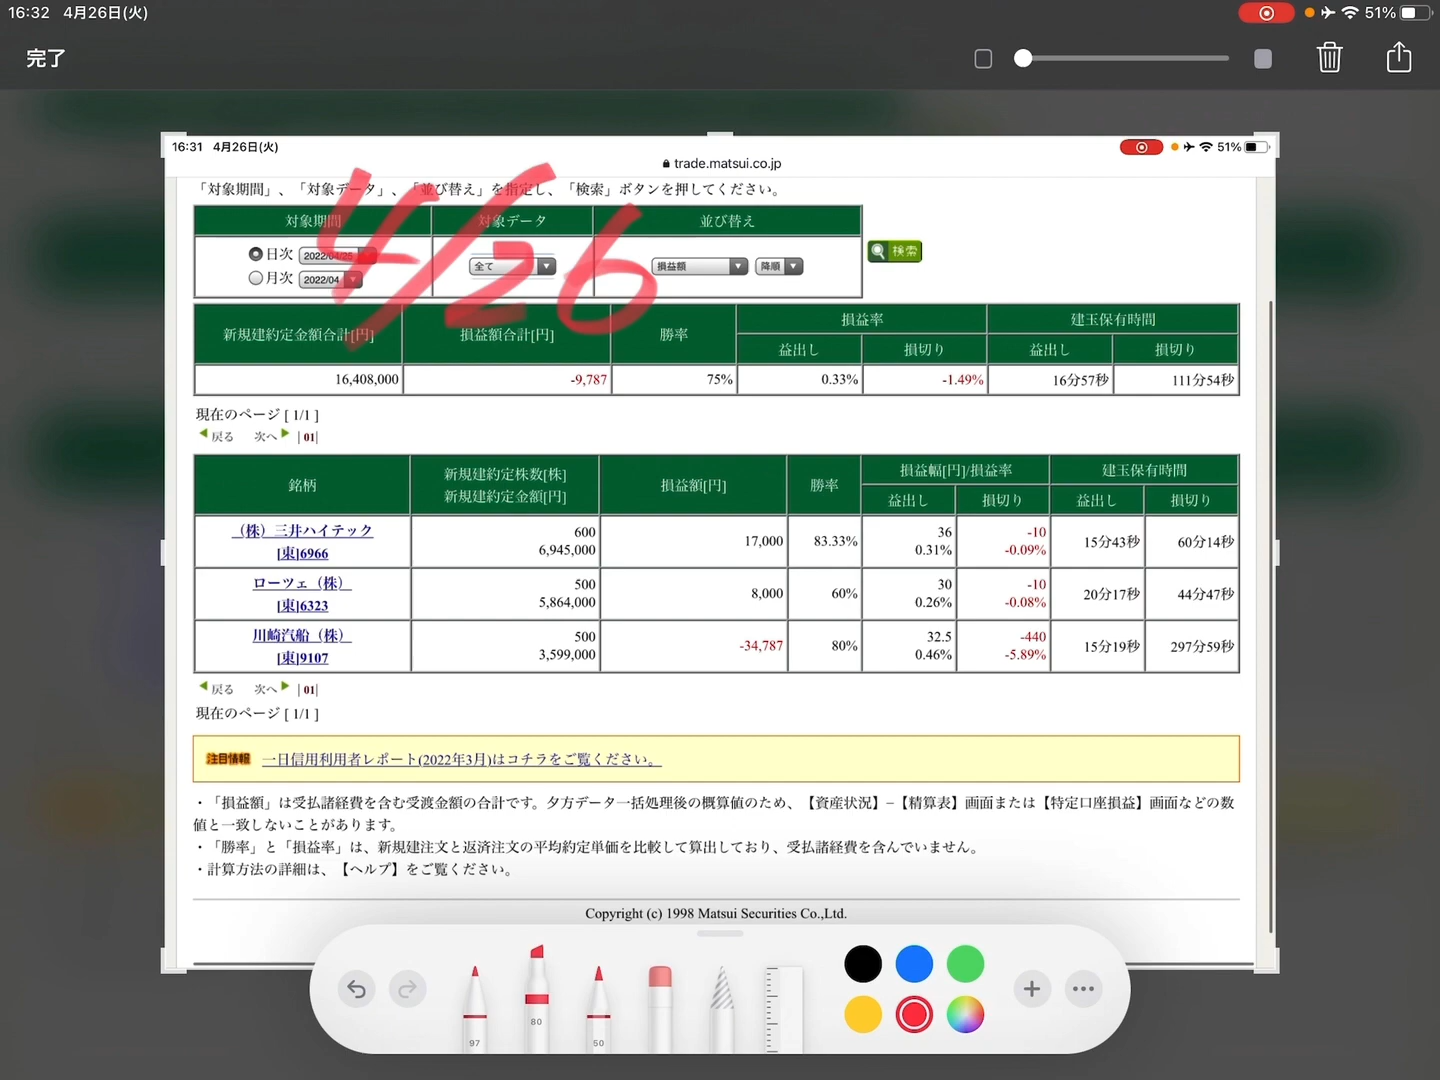 16:32 4月26日(火)
51%
完了
16:31 4月26日(火)
51%
trade.matsui.co.jp
「対象期間」、「対象データ」、「並び替え」を指定し、「検索」ボタンを押してください。
4/26
対象期間 対象データ 並び替え
日次 2022/04/25
月次 2022/04
全て
損益額 降順
検索
新規建約定金額合計[円] 損益額合計[円] 勝率 損益率 建玉保有時間
益出し 損切り 益出し 損切り
16,408,000 -9,787 75% 0.33% -1.49% 16分57秒 111分54秒
現在のページ [ 1/1 ]
戻る 次へ | 01|
銘柄 新規建約定株数[株] 新規建約定金額[円] 損益額[円] 勝率 損益幅[円]/損益率 建玉保有時間
益出し 損切り 益出し 損切り
（株）三井ハイテック 600 17,000 83.33% 36 -10 15分43秒 60分14秒
[東]6966 6,945,000 0.31% -0.09%
ローツェ（株） 500 8,000 60% 30 -10 20分17秒 44分47秒
[東]6323 5,864,000 0.26% -0.08%
川崎汽船（株） 500 -34,787 80% 32.5 -440 15分19秒 297分59秒
[東]9107 3,599,000 0.46% -5.89%
戻る 次へ | 01|
現在のページ [ 1/1 ]
注目情報 一日信用利用者レポート(2022年3月)はコチラをご覧ください。
・「損益額」は受払諸経費を含む受渡金額の合計です。夕方データ一括処理後の概算値のため、【資産状況】−【精算表】画面または【特定口座損益】画面などの数
値と一致しないことがあります。
・「勝率」と「損益率」は、新規建注文と返済注文の平均約定単価を比較して算出しており、受払諸経費を含んでいません。
・計算方法の詳細は、【ヘルプ】をご覧ください。
Copyright (c) 1998 Matsui Securities Co.,Ltd.
97 80 50